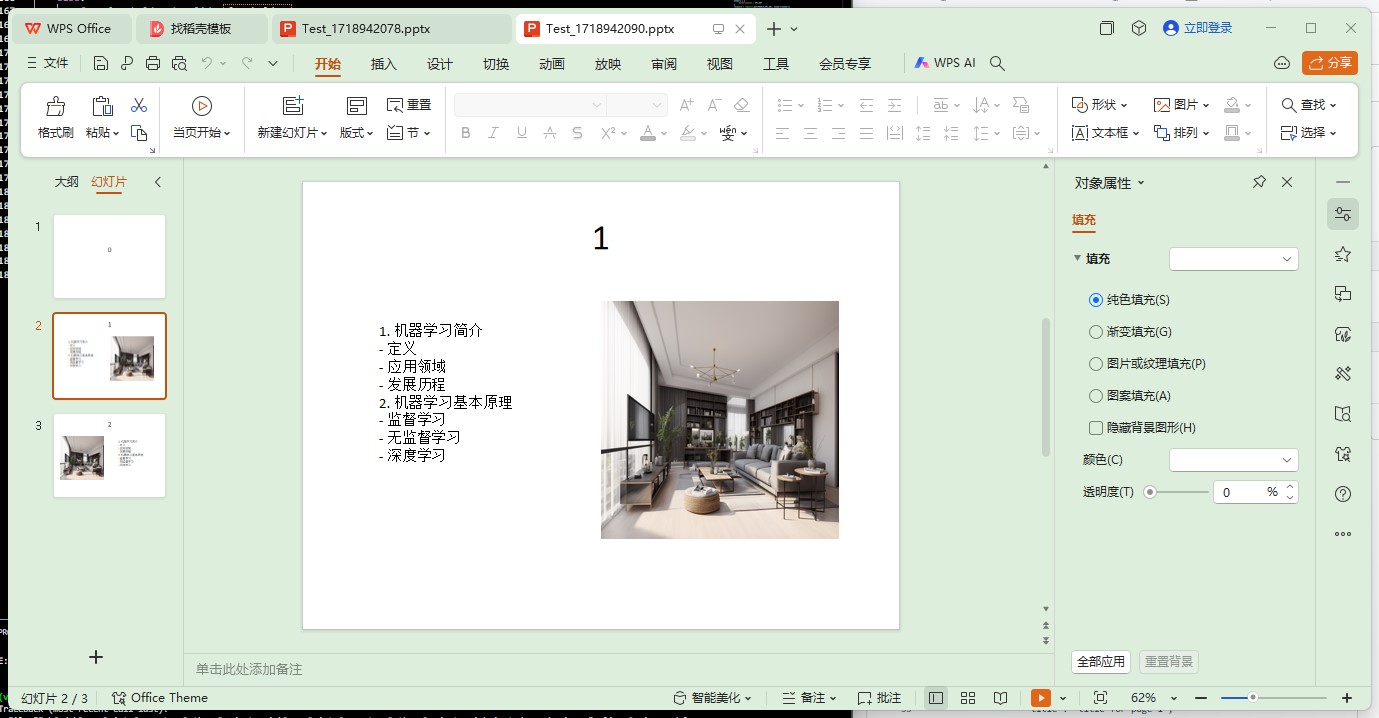 WPS Office
找稻壳模板
Test_1718942078.pptx
Test_1718942090.pptx
立即登录
文件
开始
插入
设计
切换
动画
放映
审阅
视图
工具
会员专享
WPS AI
分享
格式刷
粘贴
当页开始
新建幻灯片
版式
重置
节
形状
图片
文本框
排列
查找
选择
大纲
幻灯片
1
0
2
1
3
2
1
1. 机器学习简介
- 定义
- 应用领域
- 发展历程
2. 机器学习基本原理
- 监督学习
- 无监督学习
- 深度学习
单击此处添加备注
对象属性
填充
填充
纯色填充(S)
渐变填充(G)
图片或纹理填充(P)
图案填充(A)
隐藏背景图形(H)
颜色(C)
透明度(T)
0 %
全部应用
重置背景
幻灯片 2 / 3
Office Theme
智能美化
备注
批注
62%